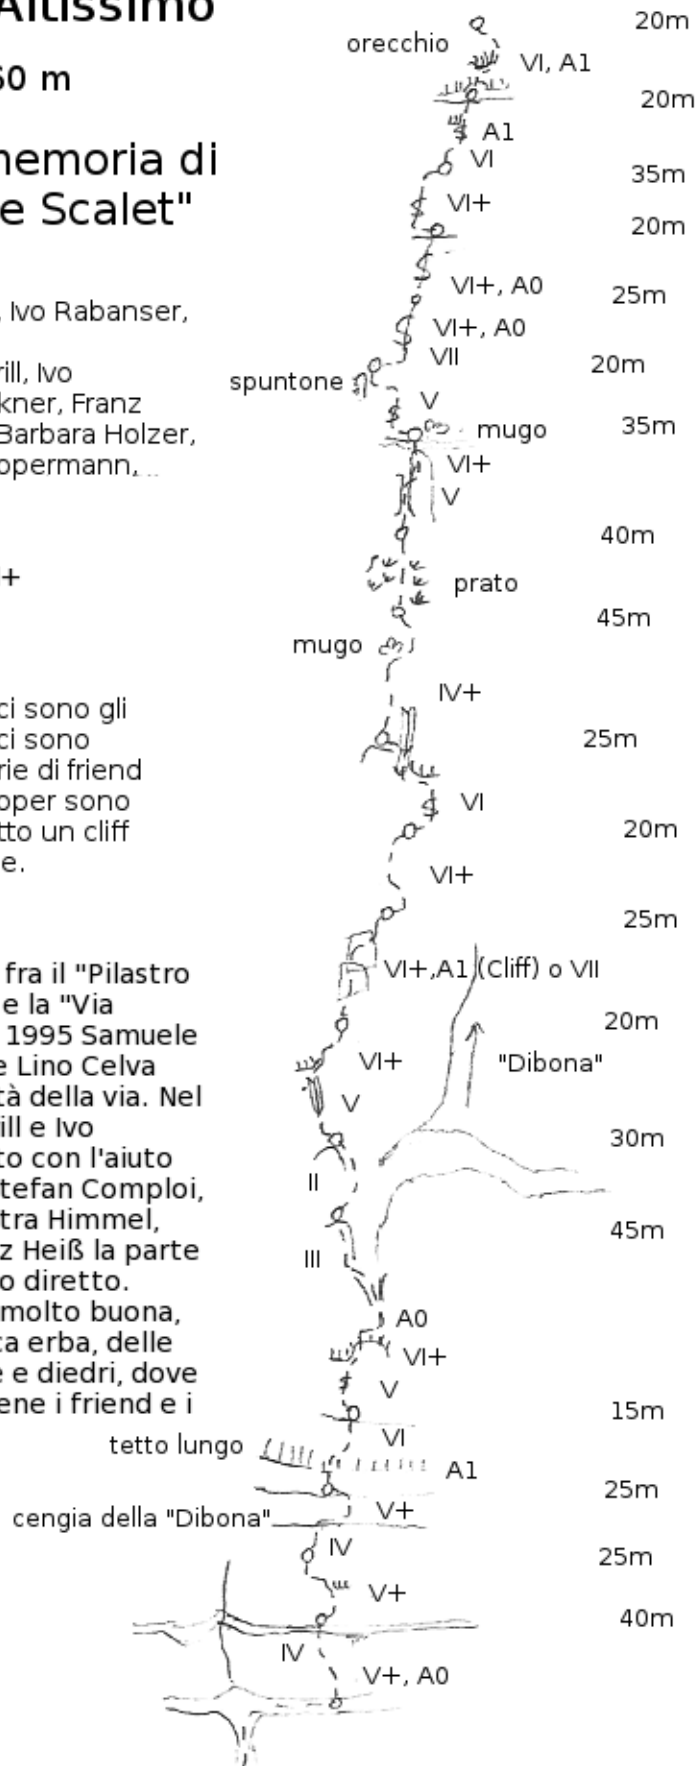 Altissimo
60 m
nemoria di
e Scalet"
, Ivo Rabanser,
rill, Ivo
kner, Franz
Barbara Holzer,
opermann,
+
ci sono gli
ci sono
rie di friend
oper sono
tto un cliff
e.
fra il "Pilastro
e la "Via
1995 Samuele
e Lino Celva
tà della via. Nel
ill e Ivo
to con l'aiuto
tefan Comploi,
tra Himmel,
z Heiß la parte
o diretto.
molto buona,
ca erba, delle
e e diedri, dove
ene i friend e i
20m
orecchio
VI, A1
20m
A1
VI
35m
VI+
20m
VI+, A0
25m
VI+, A0
VII
20m
spuntone
V
mugo
35m
VI+
V
40m
prato
45m
mugo
IV+
25m
VI
20m
VI+
25m
VI+,A1 (Cliff) o VII
20m
VI+
"Dibona"
V
30m
II
45m
III
A0
VI+
V
15m
VI
tetto lungo
A1
25m
V+
cengia della "Dibona"
IV
25m
V+
40m
IV
V+, A0